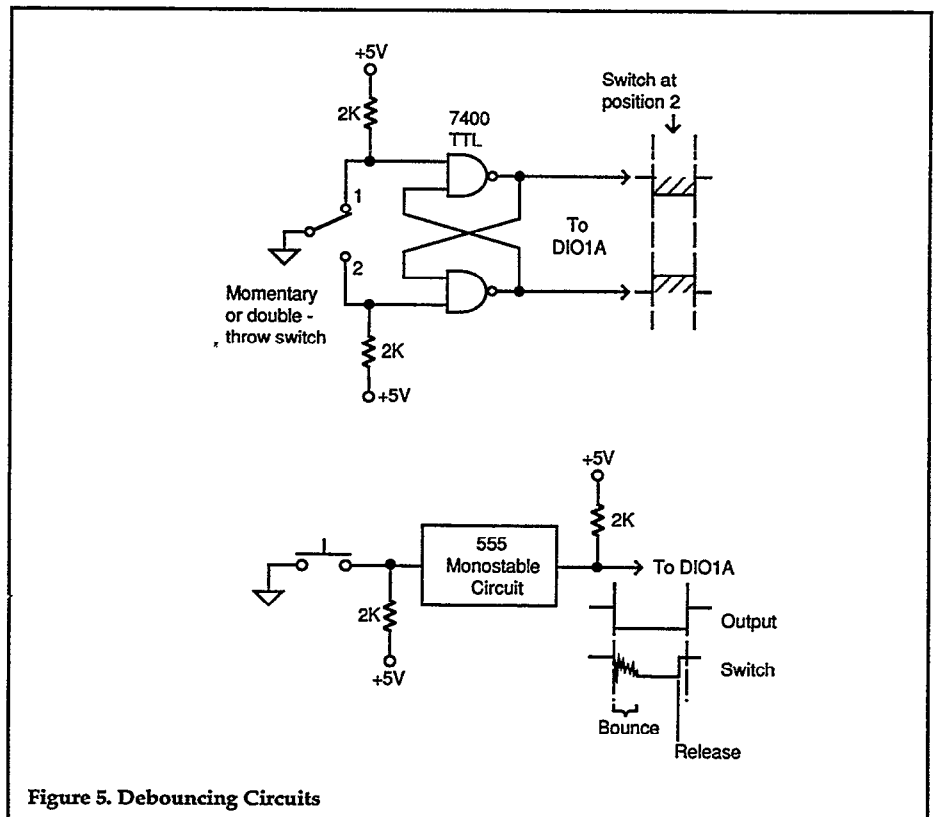 +5V
2K
7400
TTL
Switch at
position 2
1
2
To
DIO1A
Momentary
or double -
throw switch
2K
+5V
+5V
2K
555
Monostable
Circuit
To DIO1A
2K
+5V
Output
Switch
Bounce
Release
Figure 5. Debouncing Circuits